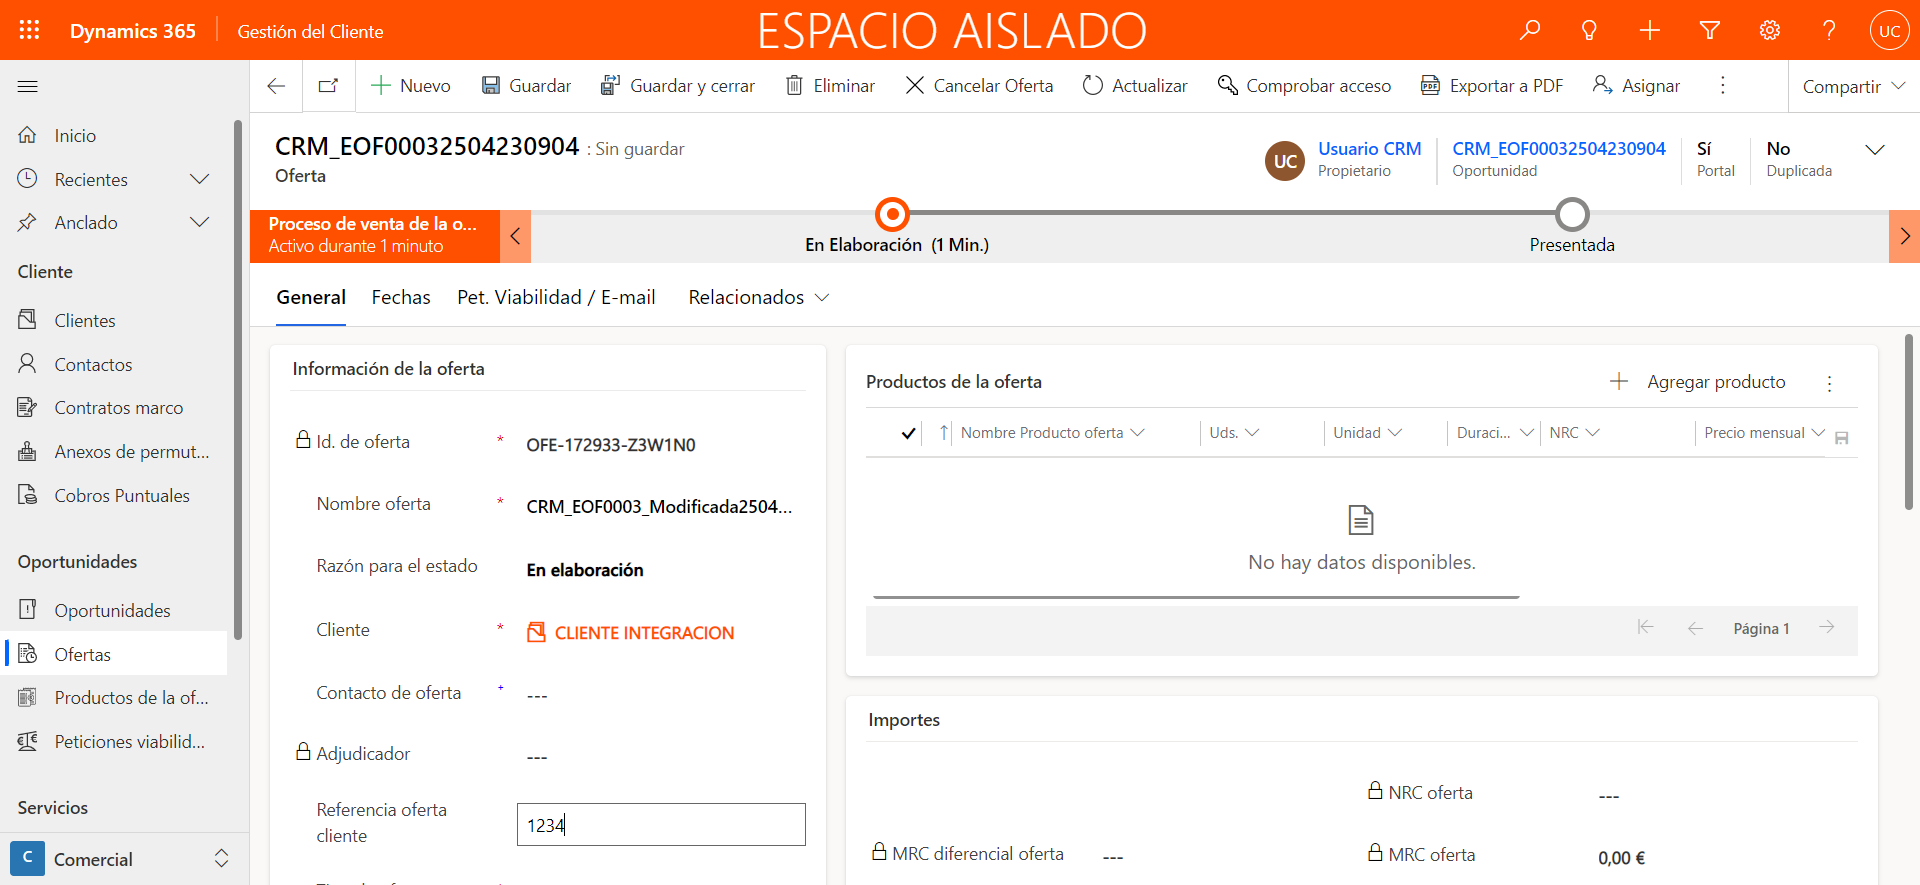 Dynamics 365
Gestión del Cliente
ESPACIO AISLADO
UC
Nuevo
Guardar
Guardar y cerrar
Eliminar
Cancelar Oferta
Actualizar
Comprobar acceso
Exportar a PDF
Asignar
Compartir
Inicio
Recientes
Anclado
Cliente
Clientes
Contactos
Contratos marco
Anexos de permut...
Cobros Puntuales
Oportunidades
Oportunidades
Ofertas
Productos de la of...
Peticiones viabilid...
Servicios
C
Comercial
CRM_EOF00032504230904 : Sin guardar
Oferta
UC
Usuario CRM
Propietario
CRM_EOF00032504230904
Oportunidad
Sí
Portal
No
Duplicada
Proceso de venta de la o...
Activo durante 1 minuto
En Elaboración (1 Min.)
Presentada
General
Fechas
Pet. Viabilidad / E-mail
Relacionados
Información de la oferta
Id. de oferta * OFE-172933-Z3W1N0
Nombre oferta * CRM_EOF0003_Modificada2504...
Razón para el estado En elaboración
Cliente * CLIENTE INTEGRACION
Contacto de oferta + ---
Adjudicador ---
Referencia oferta
cliente
1234
Productos de la oferta
Agregar producto
Nombre Producto oferta
Uds.
Unidad
Duraci...
NRC
Precio mensual
No hay datos disponibles.
Página 1
Importes
NRC oferta ---
MRC diferencial oferta ---
MRC oferta 0,00 €